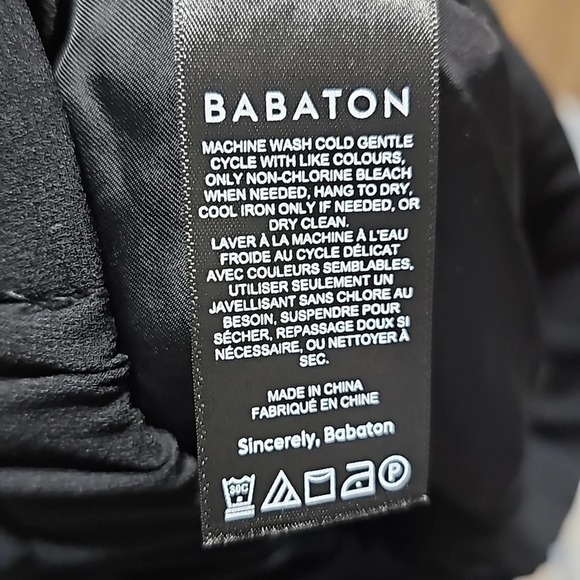 BABATON
MACHINE WASH COLD GENTLE
CYCLE WITH LIKE COLOURS,
ONLY NON-CHLORINE BLEACH
WHEN NEEDED, HANG TO DRY,
COOL IRON ONLY IF NEEDED, OR
DRY CLEAN.
LAVER À LA MACHINE À L'EAU
FROIDE AU CYCLE DÉLICAT
AVEC COULEURS SEMBLABLES,
UTILISER SEULEMENT UN
JAVELLISANT SANS CHLORE AU
BESOIN, SUSPENDRE POUR
SÉCHER, REPASSAGE DOUX SI
NÉCESSAIRE, OU NETTOYER À
SEC.
MADE IN CHINA
FABRIQUÉ EN CHINE
Sincerely, Babaton
30C P